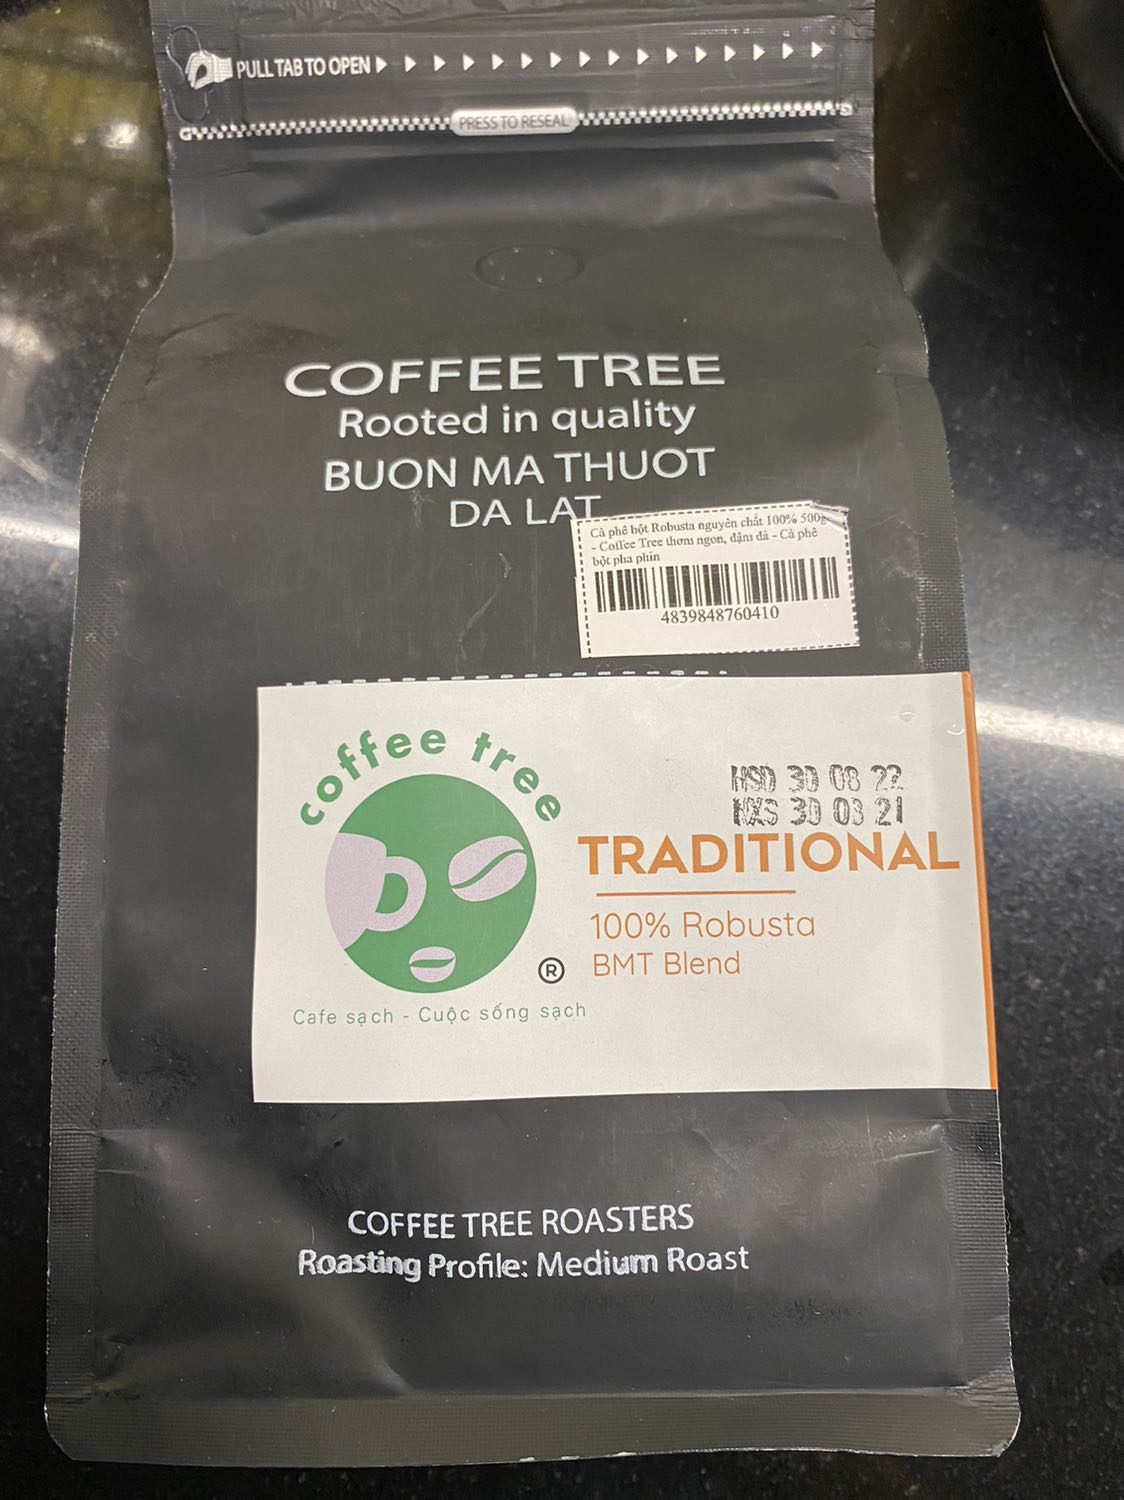 PULL TAB TO OPEN
PRESS TO RESEAL
COFFEE TREE
Rooted in quality
BUON MA THUOT
DA LAT
Cà phê bột Robusta nguyên chất 100% 500g
- Coffee Tree thơm ngon, đậm đà - Cà phê
bột pha phin
4839848760410
coffee tree
HSD 30 08 22
NXS 30 03 21
TRADITIONAL
100% Robusta
BMT Blend
®
Cafe sạch - Cuộc sống sạch
COFFEE TREE ROASTERS
Roasting Profile: Medium Roast